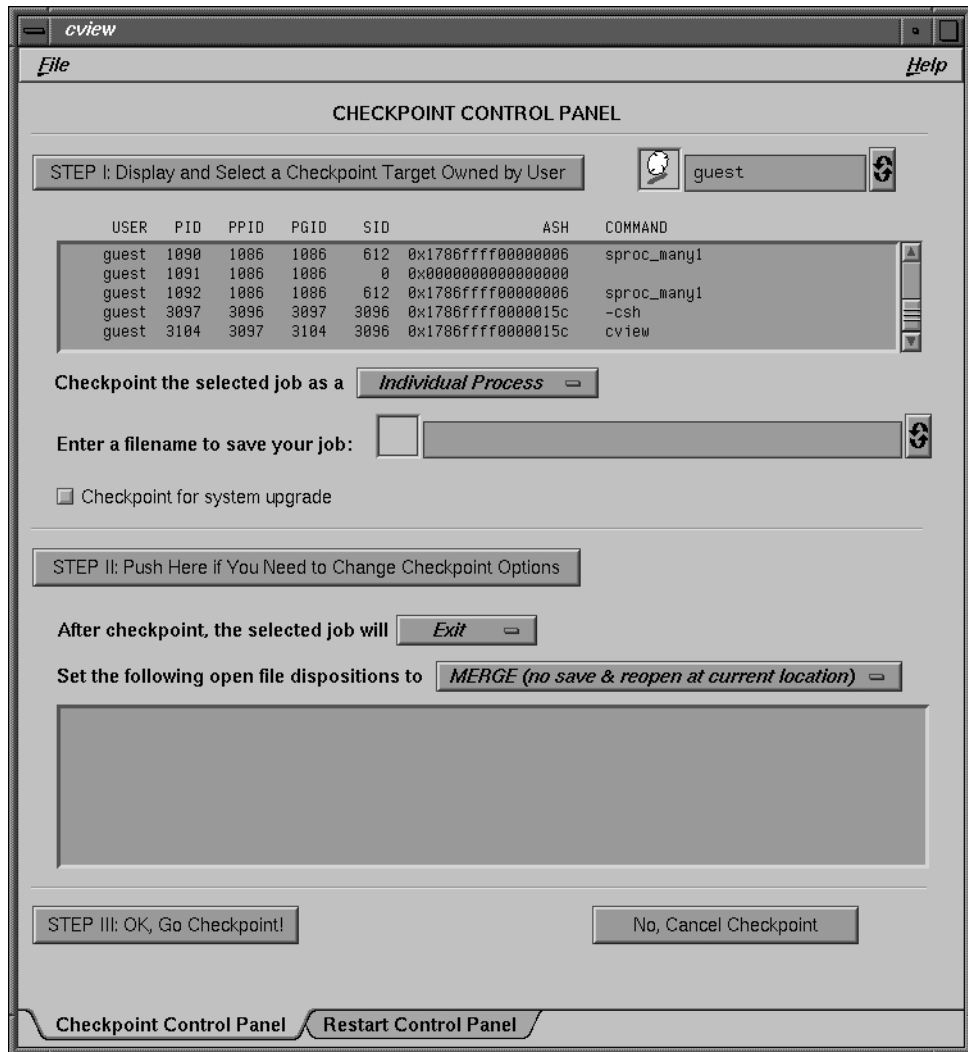 cview
File Help
CHECKPOINT CONTROL PANEL
STEP I: Display and Select a Checkpoint Target Owned by User guest
USER PID PPID PGID SID ASH COMMAND
guest 1090 1086 1086 612 0x1786ffff00000006 sproc_many1
guest 1091 1086 1086 0 0x0000000000000000
guest 1092 1086 1086 612 0x1786ffff00000006 sproc_many1
guest 3097 3096 3097 3096 0x1786ffff0000015c -csh
guest 3104 3097 3104 3096 0x1786ffff0000015c cview
Checkpoint the selected job as a Individual Process
Enter a filename to save your job:
Checkpoint for system upgrade
STEP II: Push Here if You Need to Change Checkpoint Options
After checkpoint, the selected job will Exit
Set the following open file dispositions to MERGE (no save & reopen at current location)
STEP III: OK, Go Checkpoint! No, Cancel Checkpoint
Checkpoint Control Panel Restart Control Panel